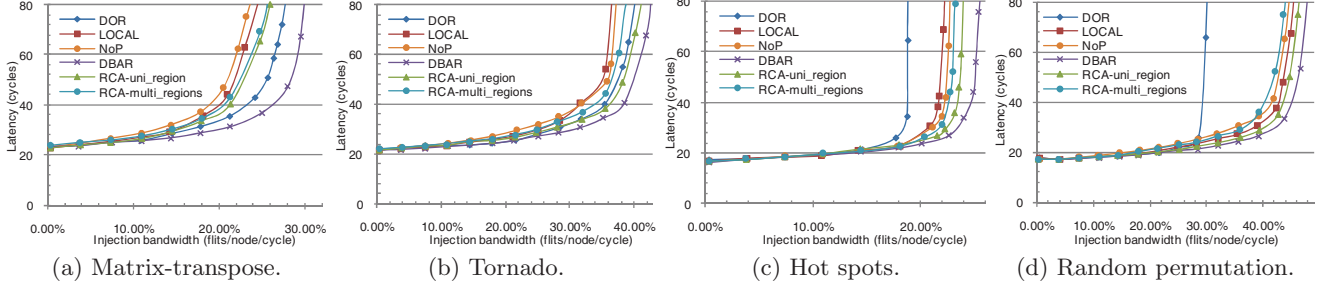 80
60
40
20
0
Latency (cycles)
DOR
LOCAL
NoP
DBAR
RCA-uni_region
RCA-multi_regions
0.00%
10.00%
20.00%
30.00%
Injection bandwidth (flits/node/cycle)
(a) Matrix-transpose.
80
60
40
20
0
Latency (cycles)
DOR
LOCAL
NoP
DBAR
RCA-uni_region
RCA-multi_regions
0.00%
10.00%
20.00%
30.00%
40.00%
Injection bandwidth (flits/node/cycle)
(b) Tornado.
80
60
40
20
0
Latency (cycles)
DOR
LOCAL
NoP
DBAR
RCA-uni_region
RCA-multi_regions
0.00%
10.00%
20.00%
Injection bandwidth (flits/node/cycle)
(c) Hot spots.
80
60
40
20
0
Latency (cycles)
DOR
LOCAL
NoP
DBAR
RCA-uni_region
RCA-multi_regions
0.00%
10.00%
20.00%
30.00%
40.00%
Injection bandwidth (flits/node/cycle)
(d) Random permutation.